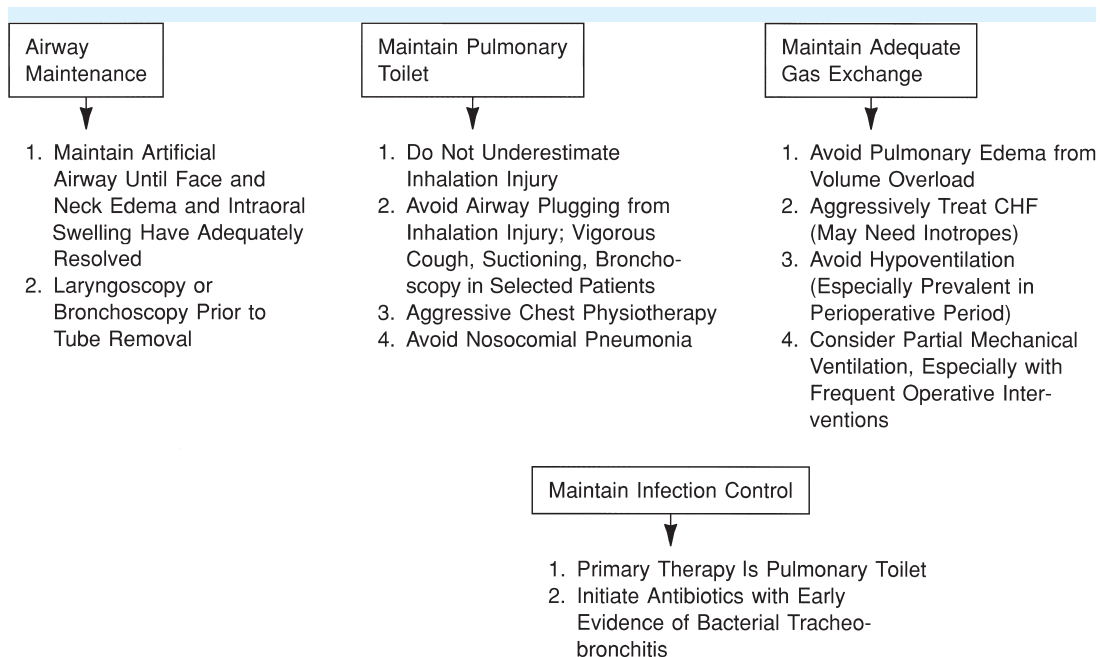 Airway
Maintenance
1. Maintain Artificial
Airway Until Face and
Neck Edema and Intraoral
Swelling Have Adequately
Resolved
2. Laryngoscopy or
Bronchoscopy Prior to
Tube Removal
Maintain Pulmonary
Toilet
1. Do Not Underestimate
Inhalation Injury
2. Avoid Airway Plugging from
Inhalation Injury; Vigorous
Cough, Suctioning, Broncho-
scopy in Selected Patients
3. Aggressive Chest Physiotherapy
4. Avoid Nosocomial Pneumonia
Maintain Adequate
Gas Exchange
1. Avoid Pulmonary Edema from
Volume Overload
2. Aggressively Treat CHF
(May Need Inotropes)
3. Avoid Hypoventilation
(Especially Prevalent in
Perioperative Period)
4. Consider Partial Mechanical
Ventilation, Especially with
Frequent Operative Inter-
ventions
Maintain Infection Control
1. Primary Therapy Is Pulmonary Toilet
2. Initiate Antibiotics with Early
Evidence of Bacterial Tracheo-
bronchitis